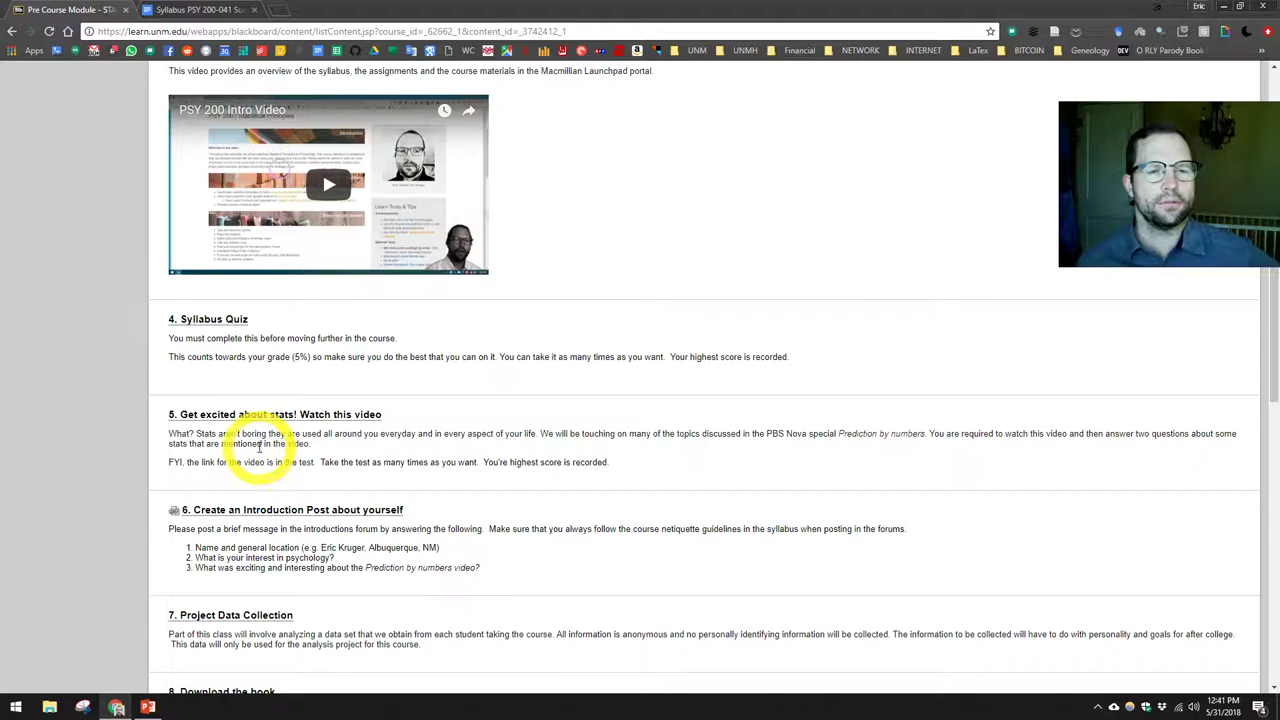 Pre Course Module – ST
Syllabus PSY 200-041 Su
https://learn.unm.edu/webapps/blackboard/content/listContent.jsp?course_id=_62662_1&content_id=_3742412_1
Apps
WC
UNM
UNMH
Financial
NETWORK
INTERNET
LaTex
BITCOIN
Geneology
DEV
O RLY Parody Book
This video provides an overview of the syllabus, the assignments and the course materials in the Macmillian Launchpad portal.
PSY 200 Intro Video
4. Syllabus Quiz
You must complete this before moving further in the course.
This counts towards your grade (5%) so make sure you do the best that you can on it. You can take it as many times as you want. Your highest score is recorded.
5. Get excited about stats! Watch this video
What? Stats aren't boring they are used all around you everyday and in every aspect of your life. We will be touching on many of the topics discussed in the PBS Nova special Prediction by numbers. You are required to watch this video and then answer two questions about some
stats that are mentioned in the video.
FYI, the link for the video is in the test. Take the test as many times as you want. You're highest score is recorded.
6. Create an Introduction Post about yourself
Please post a brief message in the introductions forum by answering the following. Make sure that you always follow the course netiquette guidelines in the syllabus when posting in the forums.
1. Name and general location (e.g. Eric Kruger, Albuquerque, NM)
2. What is your interest in psychology?
3. What was exciting and interesting about the Prediction by numbers video?
7. Project Data Collection
Part of this class will involve analyzing a data set that we obtain from each student taking the course. All information is anonymous and no personally identifying information will be collected. The information to be collected will have to do with personality and goals for after college.
This data will only be used for the analysis project for this course.
8. Download the book
12:41 PM
5/31/2018